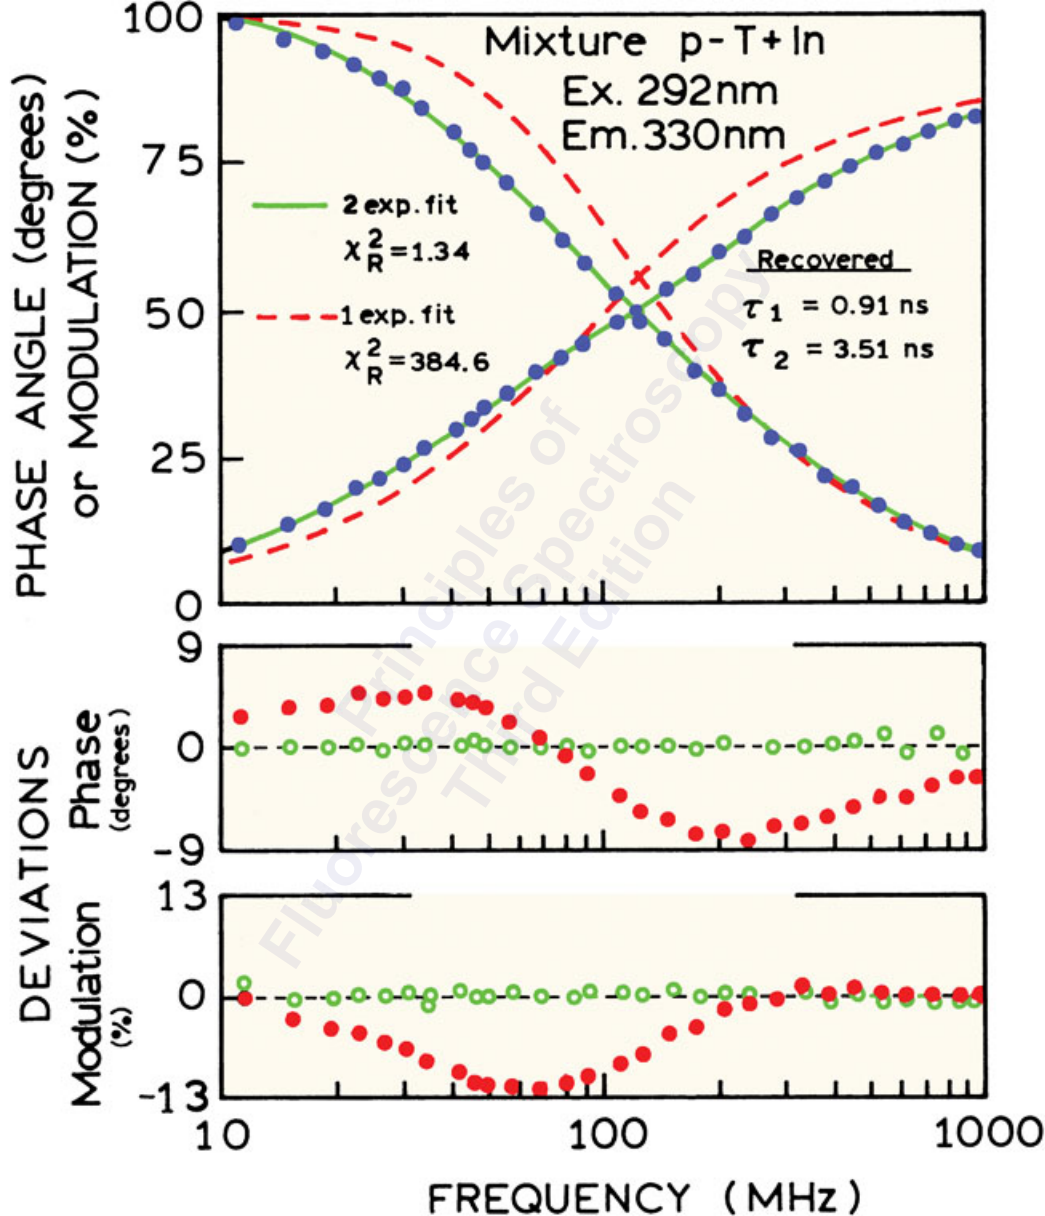 100
75
50
25
0
PHASE ANGLE (degrees)
or MODULATION (%)
Mixture p-T+In
Ex. 292nm
Em. 330nm
2 exp. fit
χ²R = 1.34
1 exp. fit
χ²R = 384.6
Recovered
τ1 = 0.91 ns
τ2 = 3.51 ns
Principles of
Fluorescence Spectroscopy
Third Edition
9
0
-9
DEVIATIONS
Phase
(degrees)
13
0
-13
Modulation
(%)
10 100 1000
FREQUENCY (MHz)